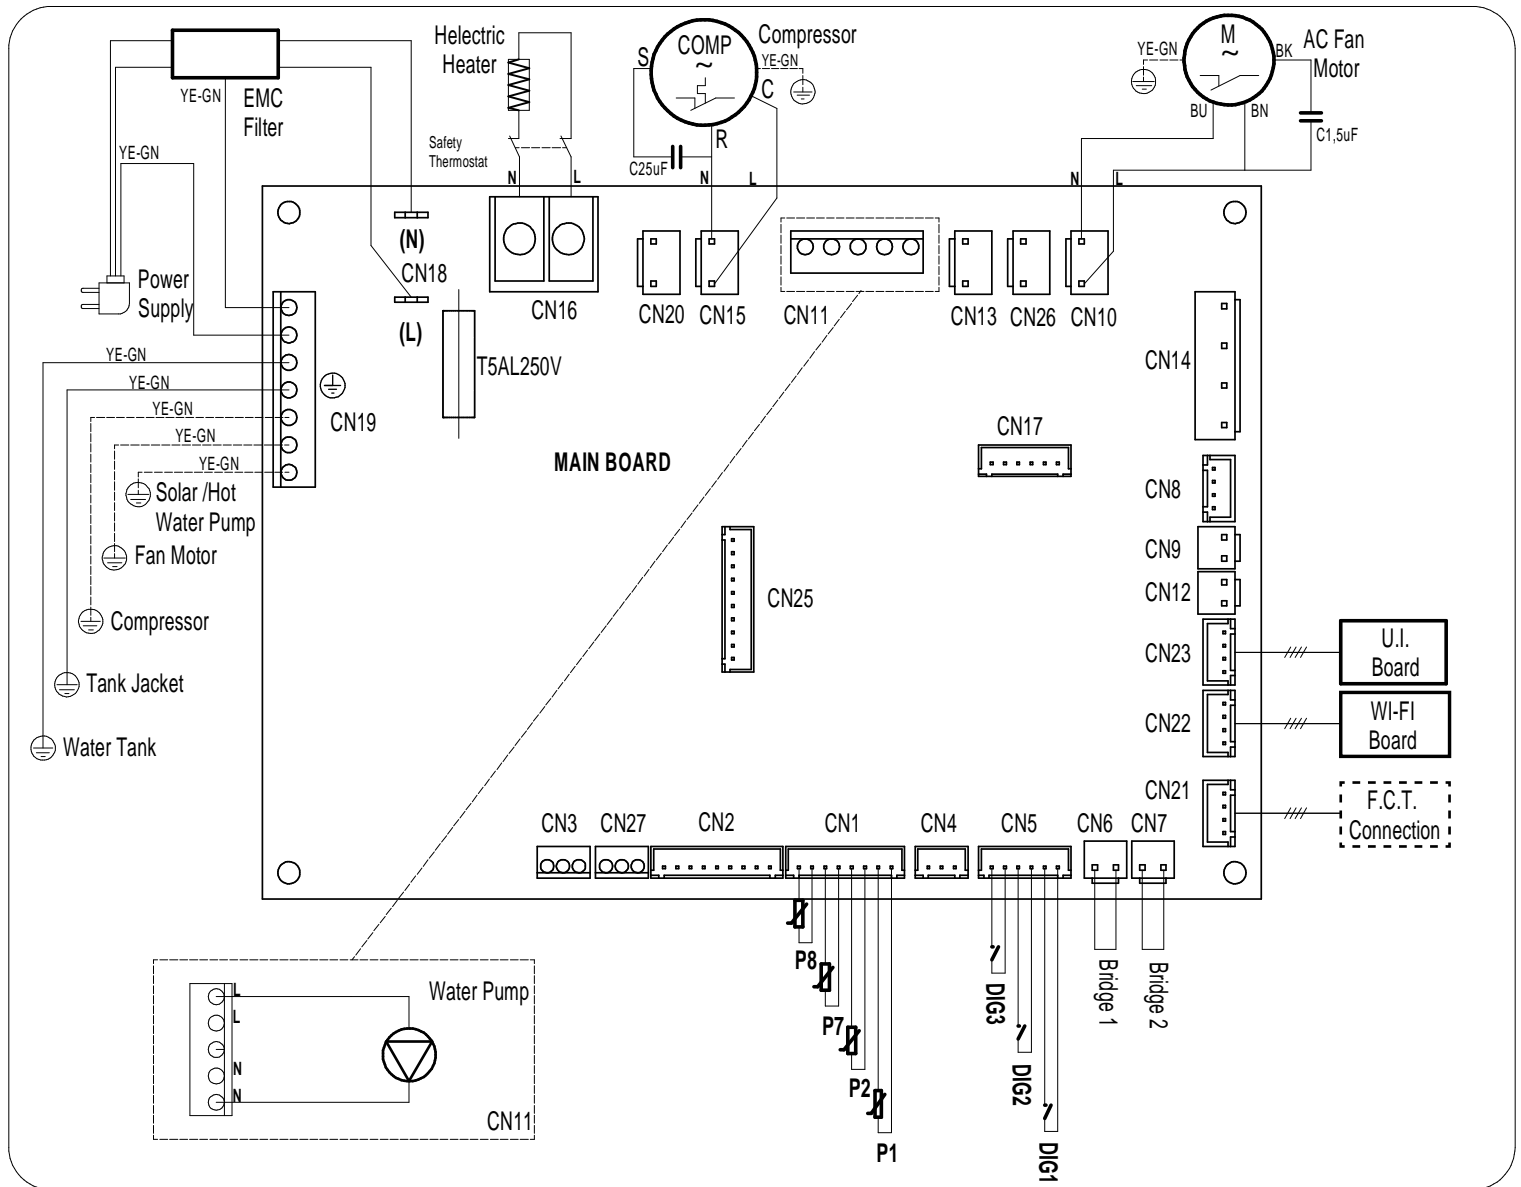 Helectric
Heater
COMP
~
Compressor
S
YE-GN
C
R
M
~
YE-GN
BK
AC Fan
Motor
BU
BN
C1,5uF
YE-GN
EMC
Filter
YE-GN
Safety
Thermostat
C25uF
N
L
N
L
N
L
(N)
CN18
(L)
Power
Supply
CN16
CN20
CN15
CN11
CN13
CN26
CN10
T5AL250V
CN14
YE-GN
YE-GN
YE-GN
YE-GN
YE-GN
CN19
CN17
MAIN BOARD
CN8
Solar /Hot
Water Pump
Fan Motor
CN9
CN25
CN12
Compressor
CN23
U.I.
Board
Tank Jacket
CN22
WI-FI
Board
Water Tank
CN21
F.C.T.
Connection
CN3
CN27
CN2
CN1
CN4
CN5
CN6
CN7
P8
P7
P2
P1
DIG3
DIG2
DIG1
Bridge 1
Bridge 2
Water Pump
L
L
N
N
CN11